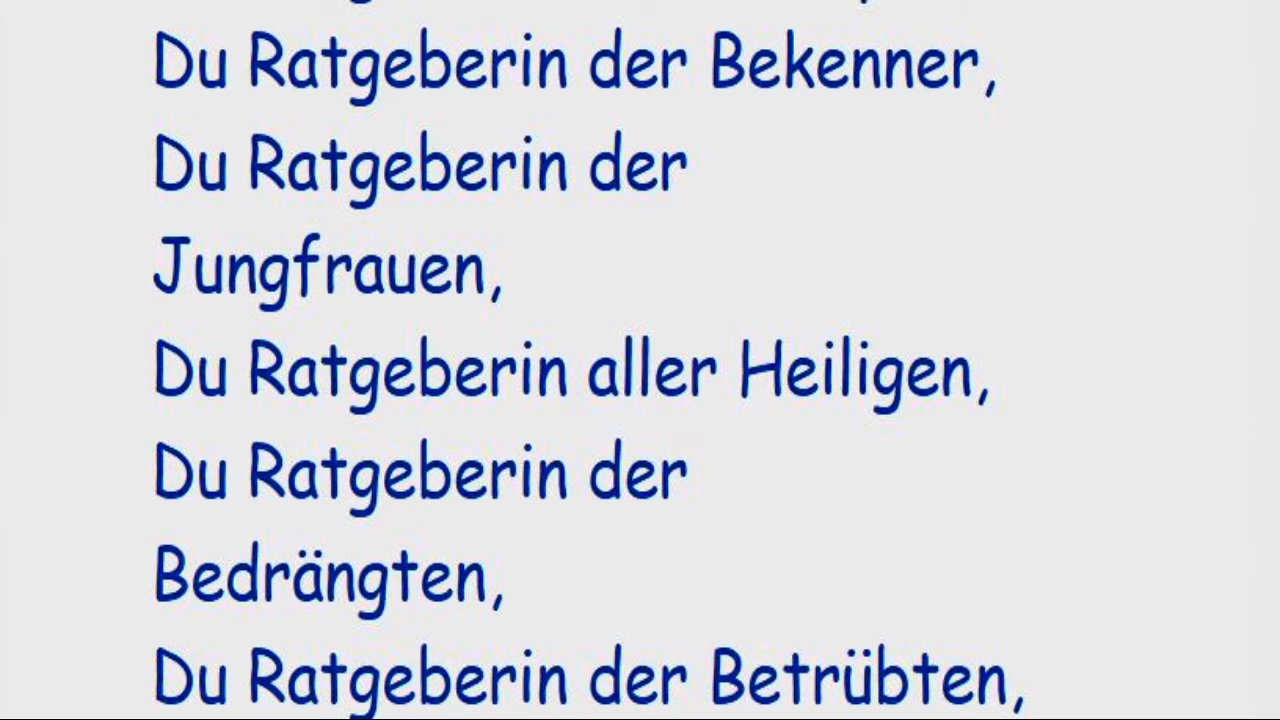 Du Ratgeberin der Bekenner,
Du Ratgeberin der
Jungfrauen,
Du Ratgeberin aller Heiligen,
Du Ratgeberin der
Bedrängten,
Du Ratgeberin der Betrübten,